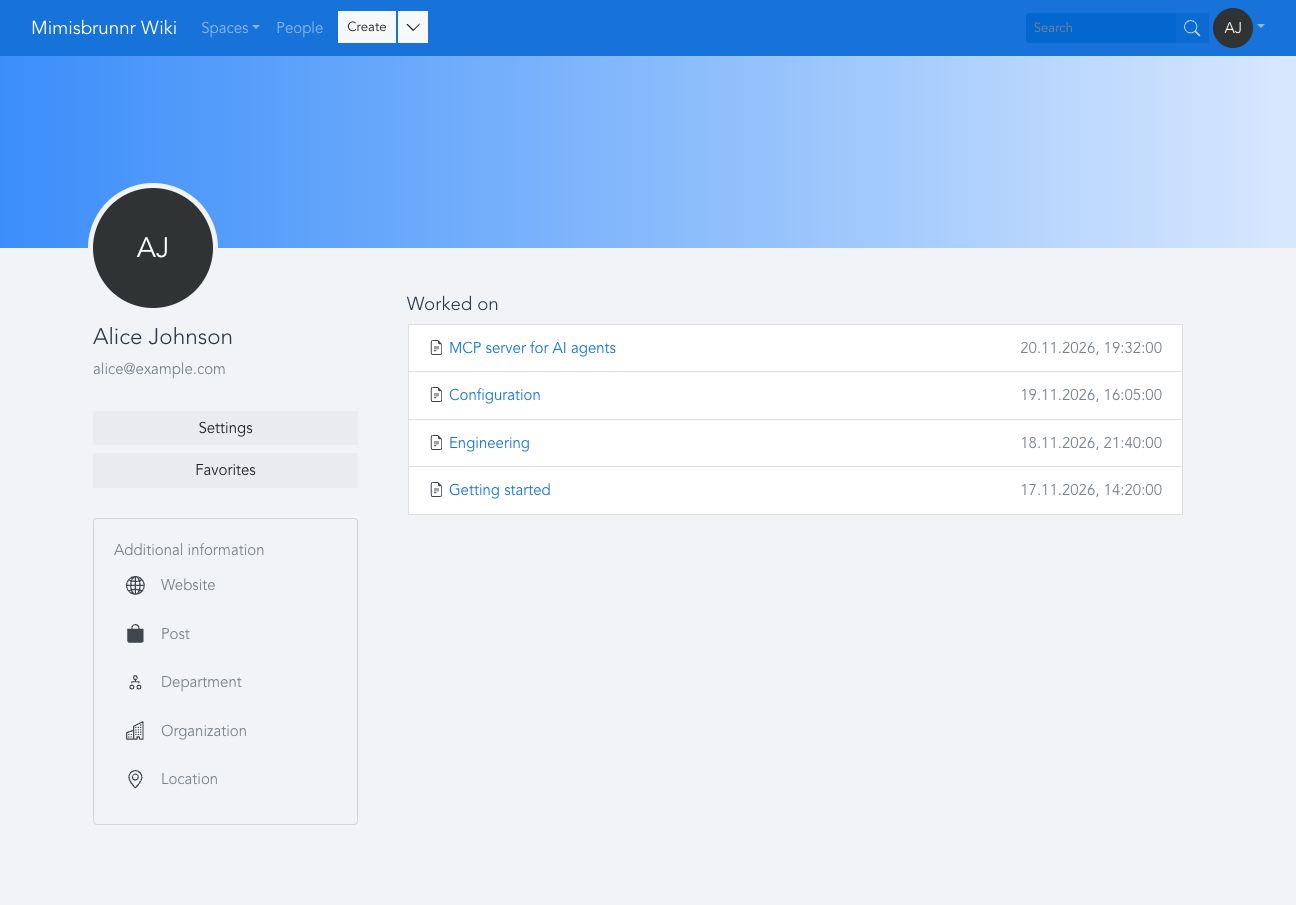 Mimisbrunnr Wiki Spaces People Create Search AJ
AJ
Alice Johnson
alice@example.com
Settings
Favorites
Additional information
Website
Post
Department
Organization
Location
Worked on
MCP server for AI agents 20.11.2026, 19:32:00
Configuration 19.11.2026, 16:05:00
Engineering 18.11.2026, 21:40:00
Getting started 17.11.2026, 14:20:00